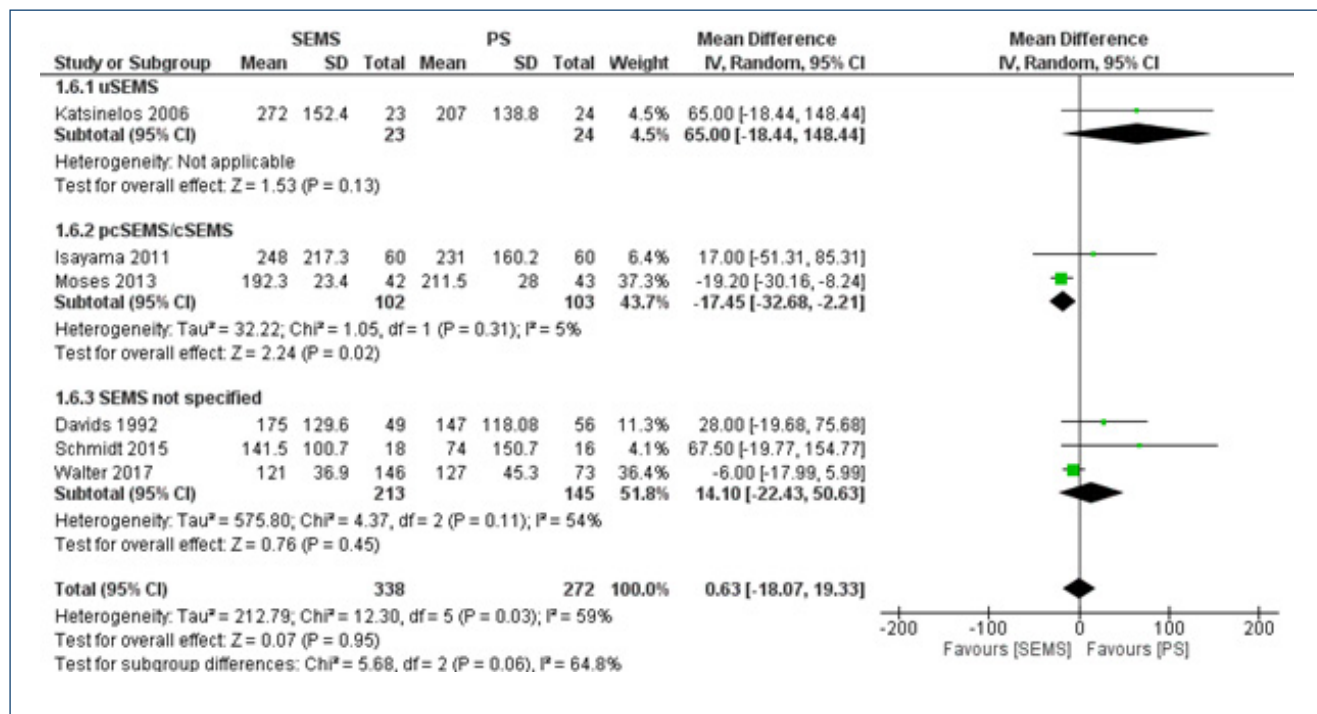 SEMS PS Mean Difference Mean Difference
Study or Subgroup Mean SD Total Mean SD Total Weight IV, Random, 95% CI IV, Random, 95% CI
1.6.1 uSEMS
Katsinelos 2006 272 152.4 23 207 138.8 24 4.5% 65.00 [-18.44, 148.44]
Subtotal (95% CI) 23 24 4.5% 65.00 [-18.44, 148.44]
Heterogeneity: Not applicable
Test for overall effect: Z = 1.53 (P = 0.13)
1.6.2 pcSEMS/cSEMS
Isayama 2011 248 217.3 60 231 160.2 60 6.4% 17.00 [-51.31, 85.31]
Moses 2013 192.3 23.4 42 211.5 28 43 37.3% -19.20 [-30.16, -8.24]
Subtotal (95% CI) 102 103 43.7% -17.45 [-32.68, -2.21]
Heterogeneity: Tau² = 32.22; Chi² = 1.05, df = 1 (P = 0.31); I² = 5%
Test for overall effect: Z = 2.24 (P = 0.02)
1.6.3 SEMS not specified
Davids 1992 175 129.6 49 147 118.08 56 11.3% 28.00 [-19.68, 75.68]
Schmidt 2015 141.5 100.7 18 74 150.7 16 4.1% 67.50 [-19.77, 154.77]
Walter 2017 121 36.9 146 127 45.3 73 36.4% -6.00 [-17.99, 5.99]
Subtotal (95% CI) 213 145 51.8% 14.10 [-22.43, 50.63]
Heterogeneity: Tau² = 575.80; Chi² = 4.37, df = 2 (P = 0.11); I² = 54%
Test for overall effect: Z = 0.76 (P = 0.45)
Total (95% CI) 338 272 100.0% 0.63 [-18.07, 19.33]
Heterogeneity: Tau² = 212.79; Chi² = 12.30, df = 5 (P = 0.03); I² = 59%
Test for overall effect: Z = 0.07 (P = 0.95)
Test for subgroup differences: Chi² = 5.68, df = 2 (P = 0.06), I² = 64.8%
-200 -100 0 100 200
Favours [SEMS] Favours [PS]